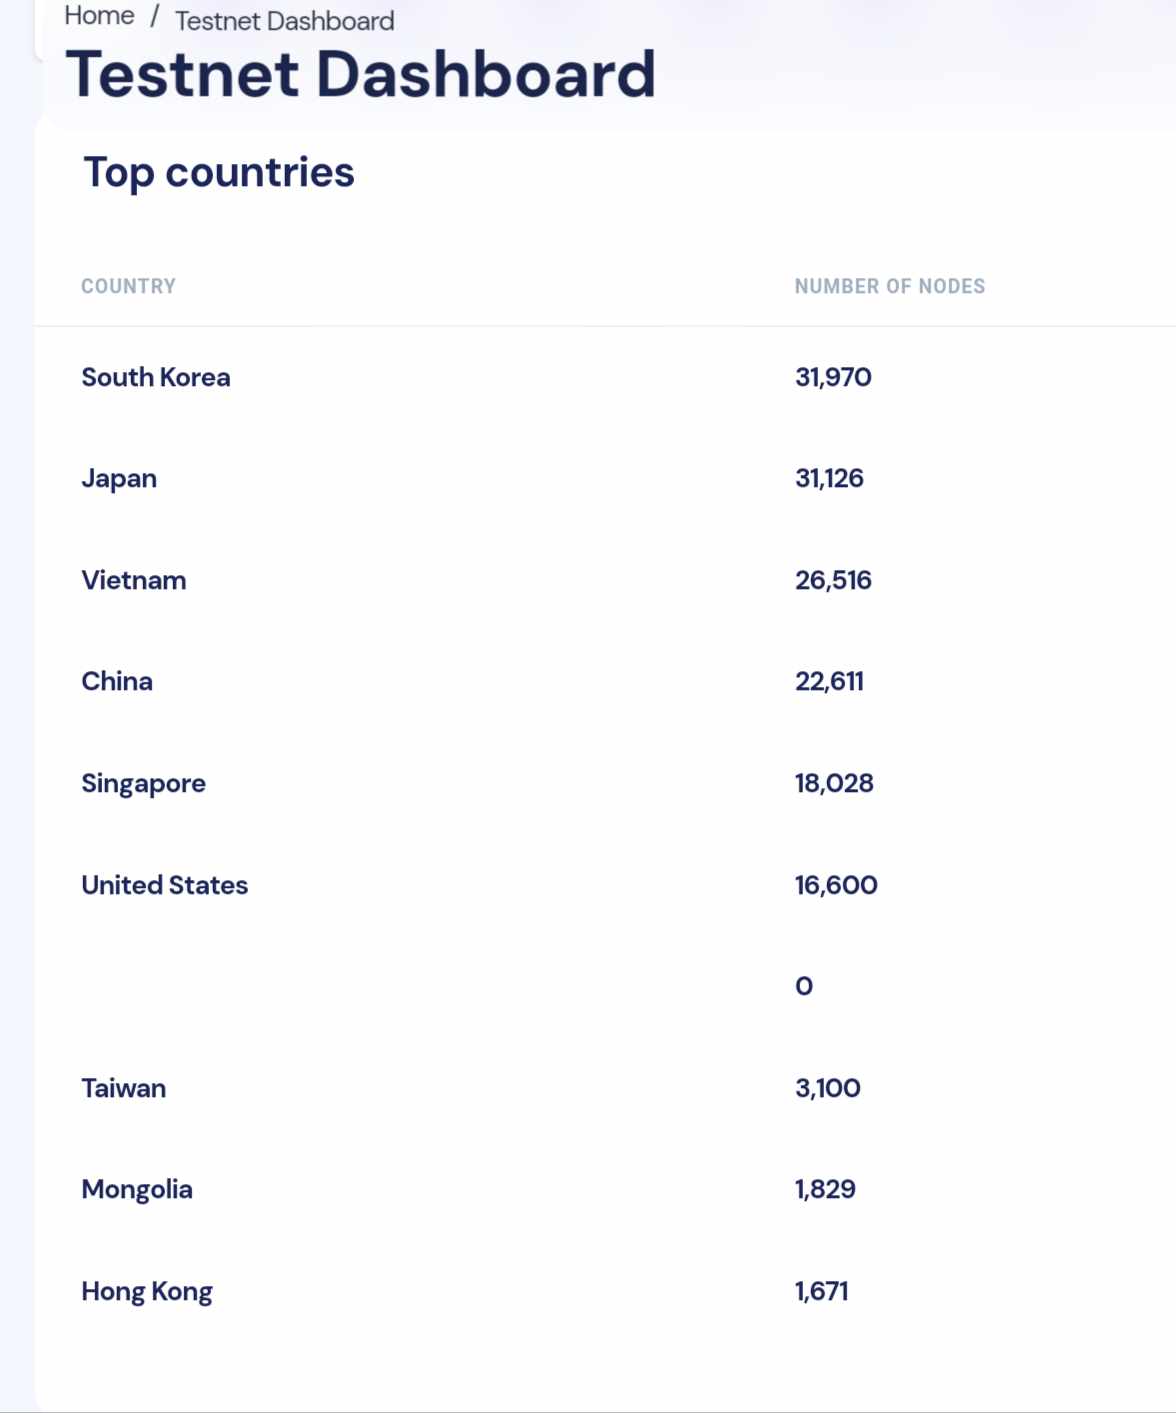 Home / Testnet Dashboard
Testnet Dashboard
Top countries
COUNTRY NUMBER OF NODES
South Korea 31,970
Japan 31,126
Vietnam 26,516
China 22,611
Singapore 18,028
United States 16,600
0
Taiwan 3,100
Mongolia 1,829
Hong Kong 1,671